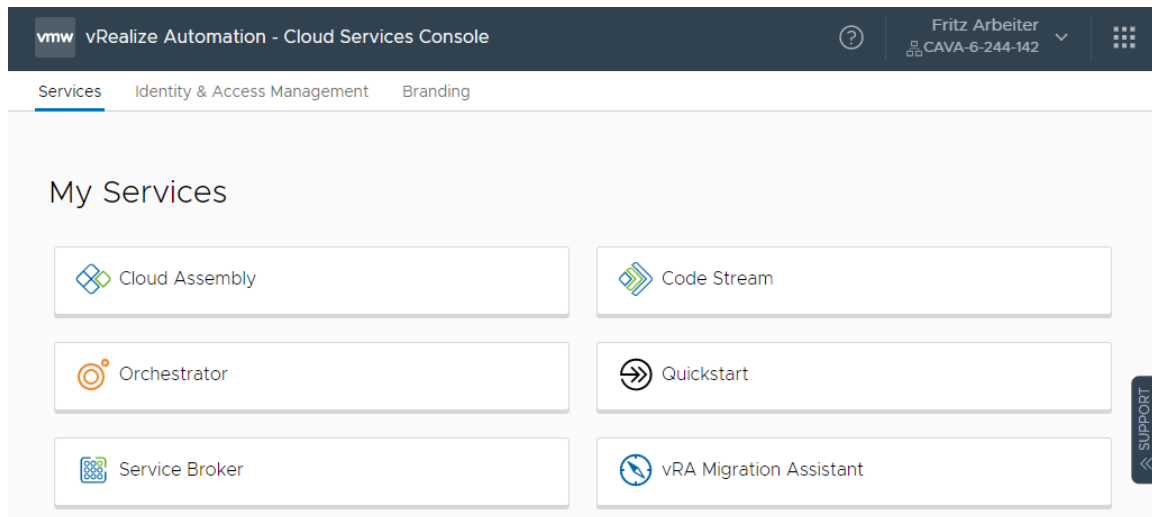 vmw vRealize Automation - Cloud Services Console
Fritz Arbeiter
CAVA-6-244-142
Services Identity & Access Management Branding
My Services
Cloud Assembly
Code Stream
Orchestrator
Quickstart
Service Broker
vRA Migration Assistant
SUPPORT